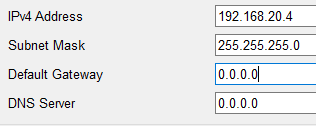 IPv4 Address 192.168.20.4
Subnet Mask 255.255.255.0
Default Gateway 0.0.0.0
DNS Server 0.0.0.0